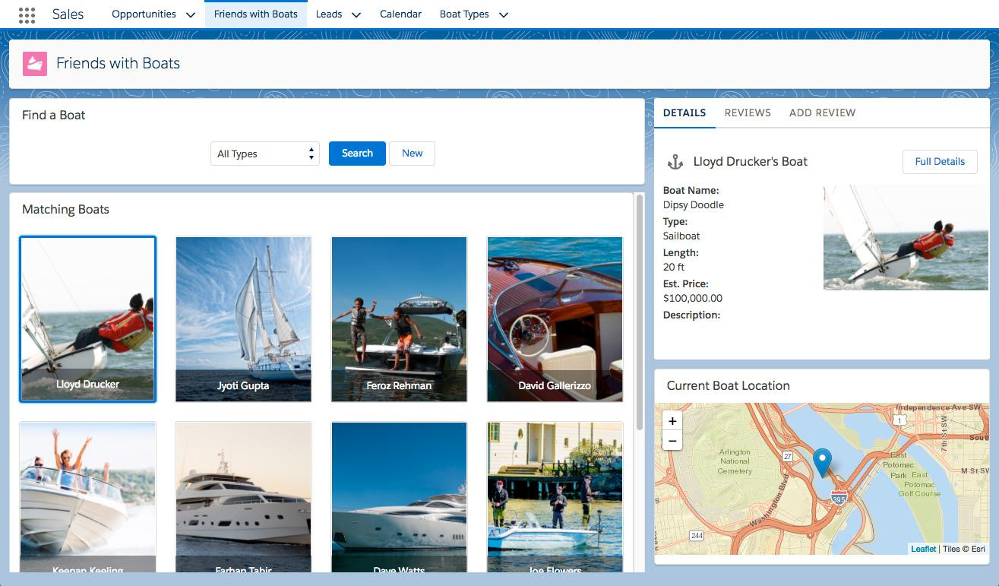 Sales
Opportunities
Friends with Boats
Leads
Calendar
Boat Types
Friends with Boats
Find a Boat
All Types
Search
New
Matching Boats
Lloyd Drucker
Jyoti Gupta
Feroz Rehman
David Gallerizzo
Keenan Keeling
Farhan Tahir
Dave Watts
Joe Flowers
DETAILS
REVIEWS
ADD REVIEW
Lloyd Drucker's Boat
Full Details
Boat Name:
Dipsy Doodle
Type:
Sailboat
Length:
20 ft
Est. Price:
$100,000.00
Description:
Current Boat Location
+
−
Independence Ave SW
1
7th St SW
South
Arlington
National
Cemetery
27
East
Potomac
Park
East
Potomac
Golf Course
M St SW
395
Washington Blvd
244
Leaflet | Tiles © Esri